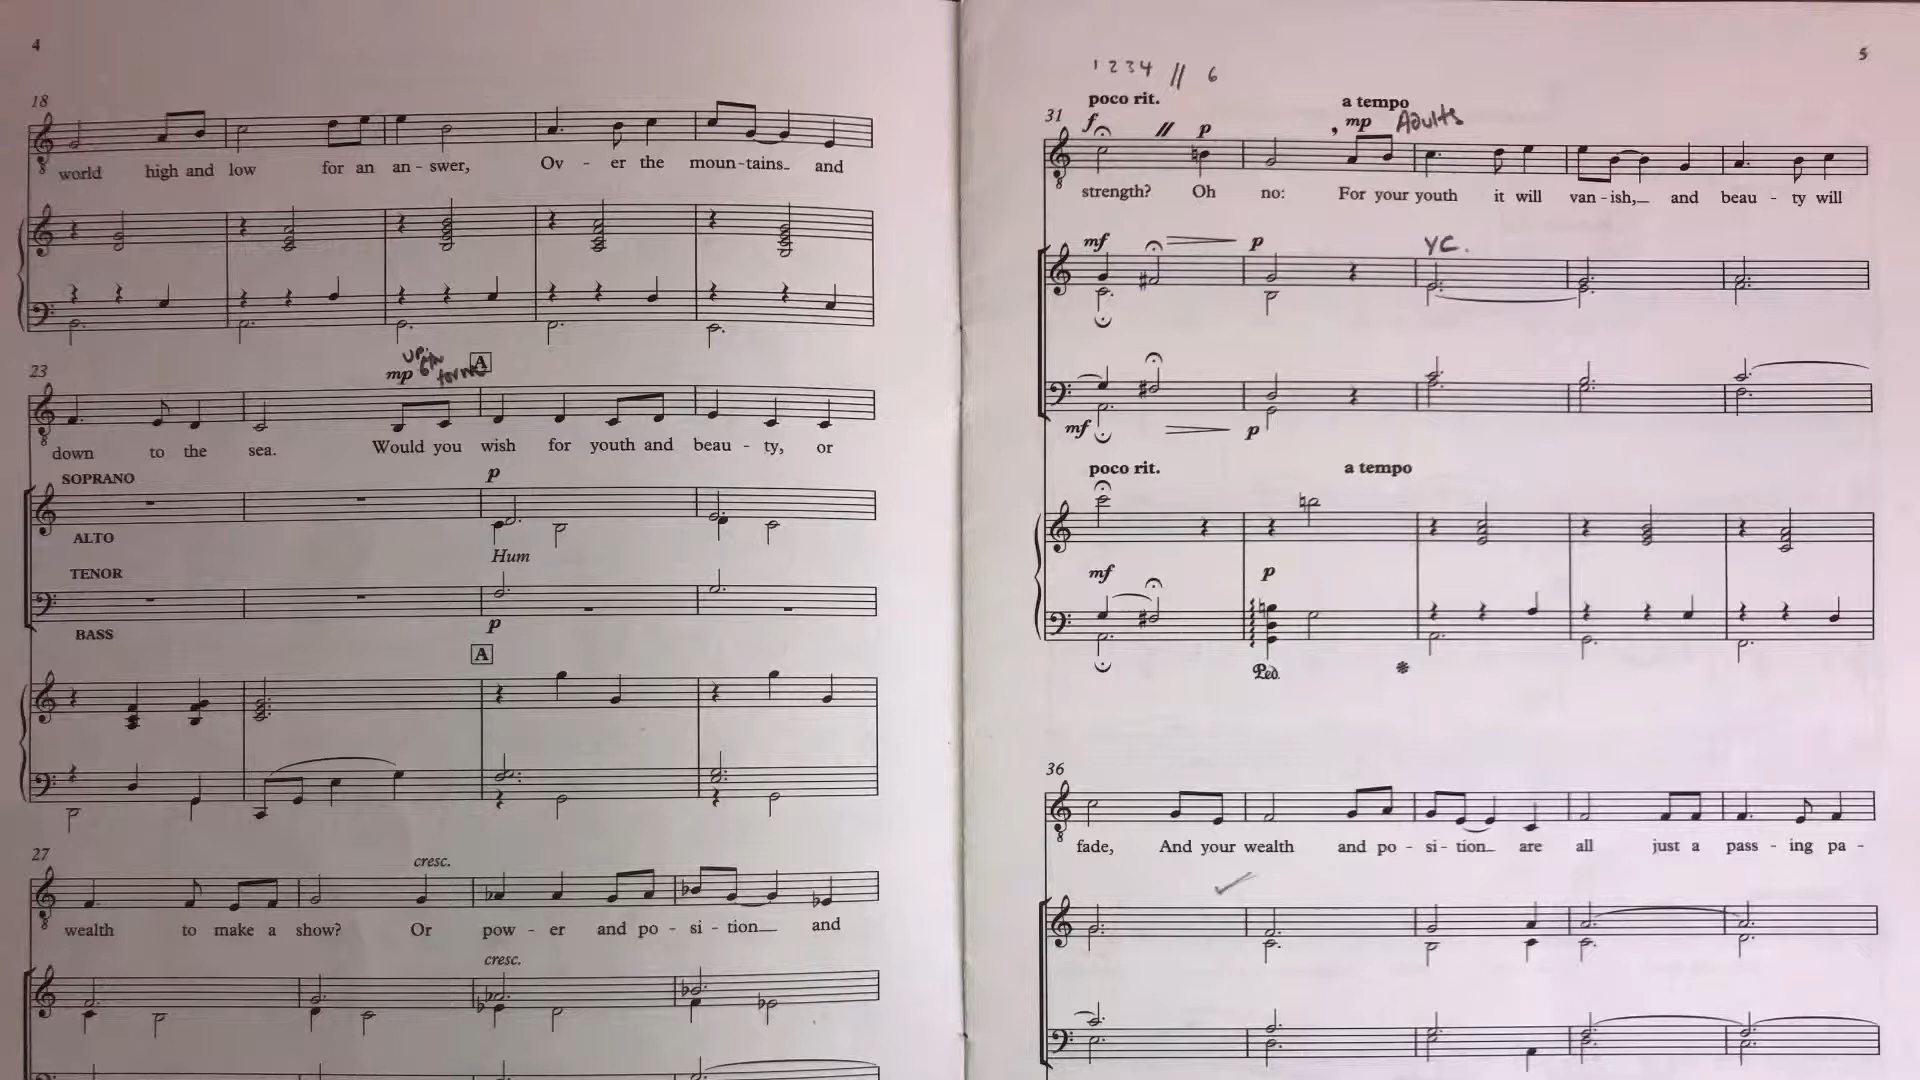 4
18
world high and low for an an - swer, Ov - er the moun - tains and
23
mp up. 6th form A
down to the sea. Would you wish for youth and beau - ty, or
SOPRANO
p
ALTO
Hum
TENOR
p
BASS
A
27
cresc.
wealth to make a show? Or pow - er and po - si - tion and
cresc.
5
1 2 3 4 // 6
poco rit. a tempo
31
f // p , mp Adults
strength? Oh no: For your youth it will van - ish, and beau - ty will
mf p YC.
mf p
poco rit. a tempo
mf p
Ped. *
36
fade, And your wealth and po - si - tion are all just a pass - ing pa -